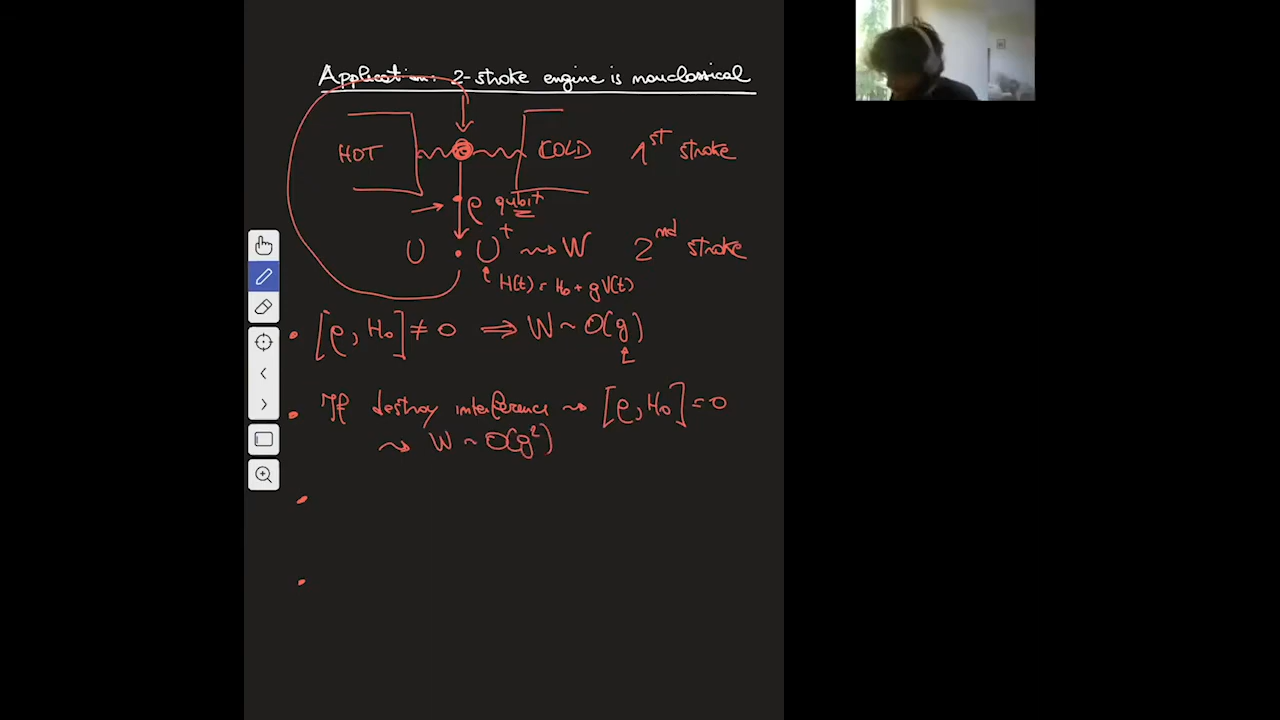 Application: 2-stroke engine is nonclassical
HOT COLD 1st stroke
ρ qubit
U · U† ⇝ W 2nd stroke
H(t) = H₀ + gV(t)
• [ρ, H₀] ≠ 0 ⟹ W ~ O(g)
• If destroy interference ⇝ [ρ, H₀] = 0
⇝ W ~ O(g²)
•
•